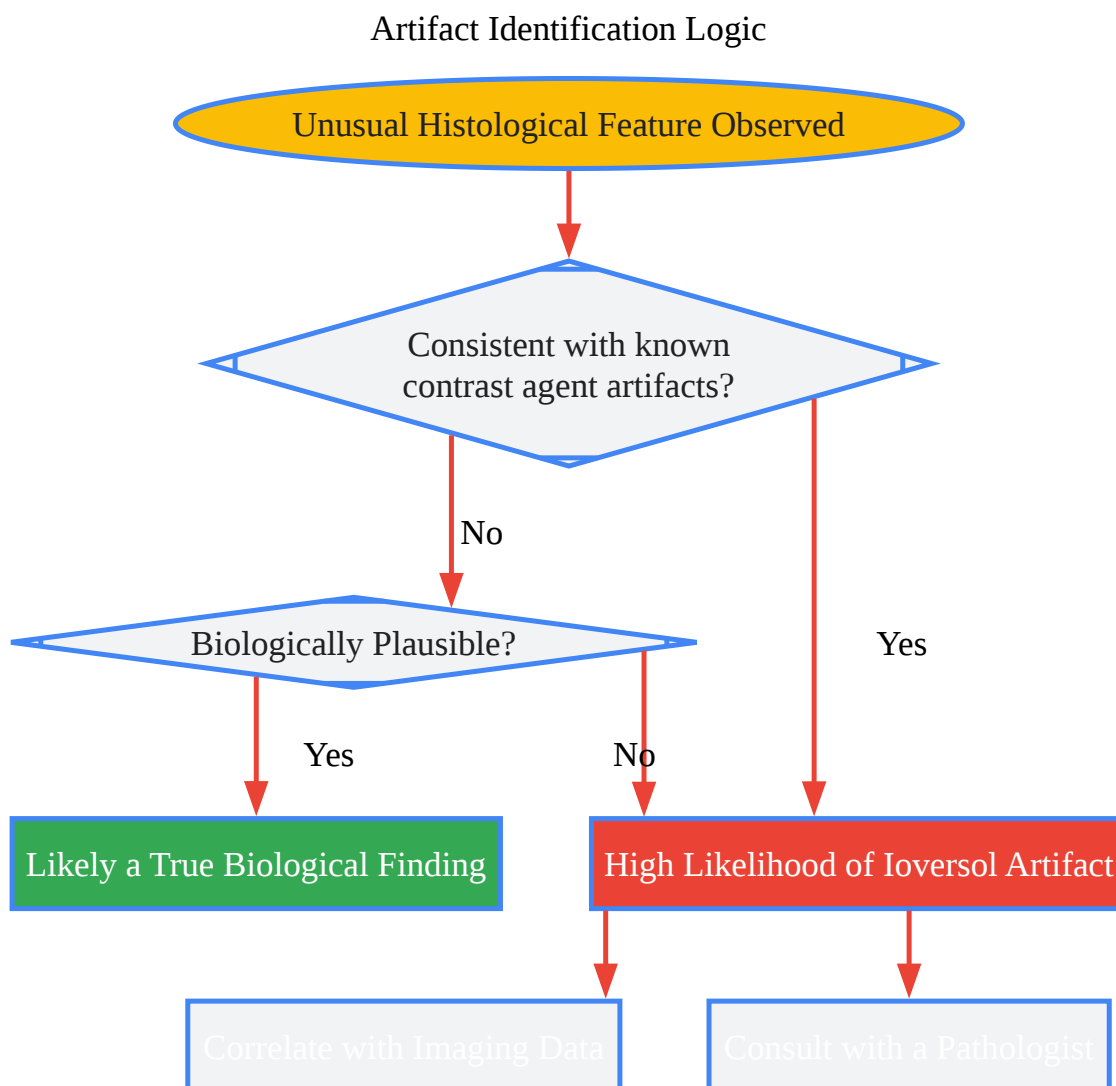 Artifact Identification Logic
Unusual Histological Feature Observed
Consistent with known
contrast agent artifacts?
No
Biologically Plausible?
Yes
Yes
No
Likely a True Biological Finding
High Likelihood of Ioversol Artifact
Correlate with Imaging Data
Consult with a Pathologist